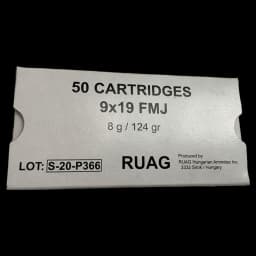 50 CARTRIDGES
9x19 FMJ
8 g / 124 gr
LOT: S-20-P366
RUAG
Produced by
RUAG Hungarian Ammotec Inc.
3332 Sirok / Hungary